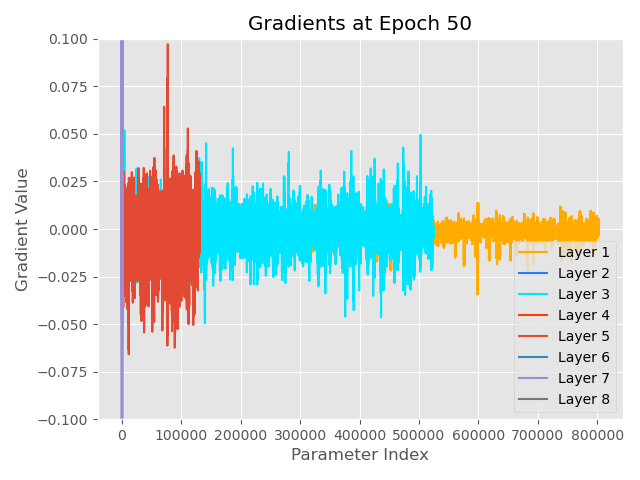 Gradients at Epoch 50
0.100
0.075
0.050
0.025
0.000
−0.025
−0.050
−0.075
−0.100
Gradient Value
0 100000 200000 300000 400000 500000 600000 700000 800000
Parameter Index
Layer 1
Layer 2
Layer 3
Layer 4
Layer 5
Layer 6
Layer 7
Layer 8